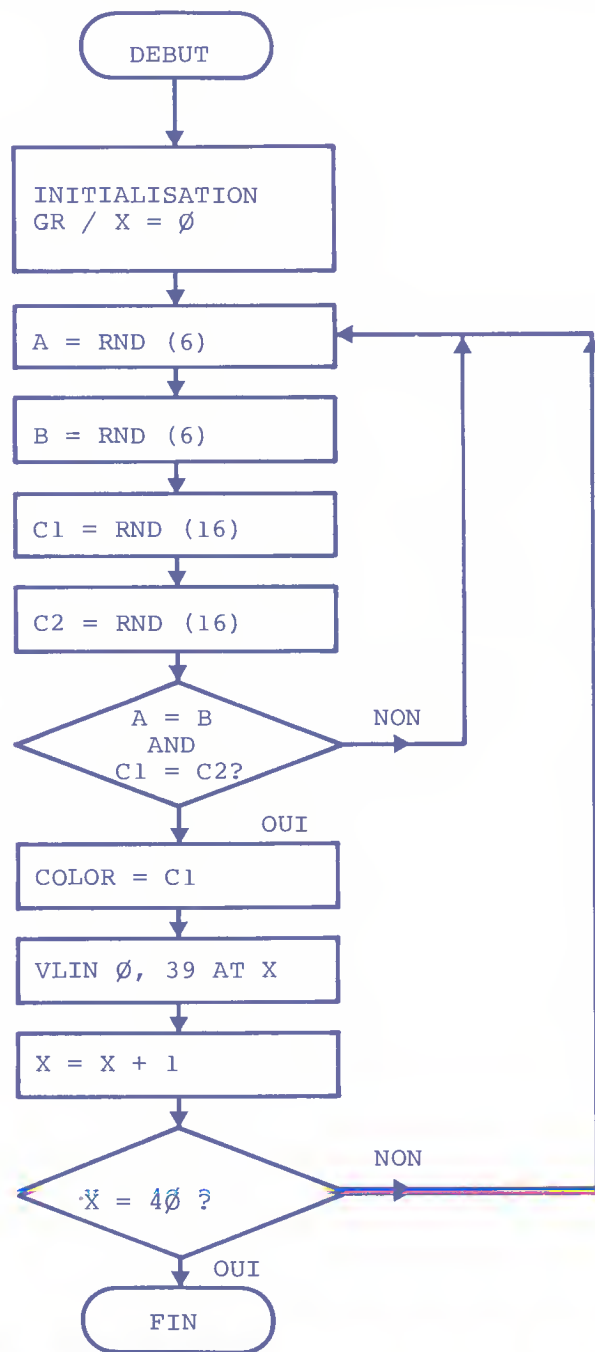 DEBUT
INITIALISATION
GR / X = Ø
A = RND (6)
B = RND (6)
C1 = RND (16)
C2 = RND (16)
A = B
AND
C1 = C2?
NON
OUI
COLOR = C1
VLIN Ø, 39 AT X
X = X + 1
X = 4Ø ?
NON
OUI
FIN